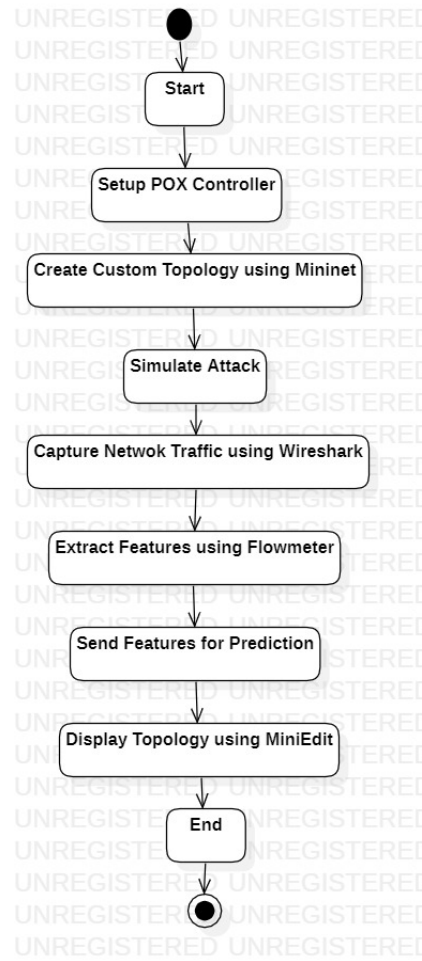 Start
Setup POX Controller
Create Custom Topology using Mininet
Simulate Attack
Capture Netwok Traffic using Wireshark
Extract Features using Flowmeter
Send Features for Prediction
Display Topology using MiniEdit
End
UNREGISTERED